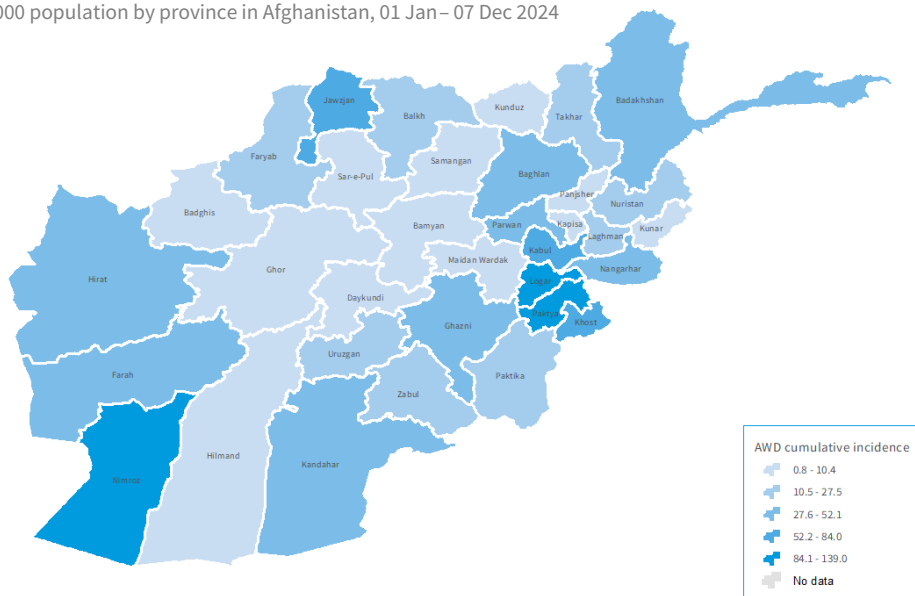 000 population by province in Afghanistan, 01 Jan – 07 Dec 2024
Jawzjan
Balkh
Kunduz
Takhar
Badakhshan
Faryab
Sar-e-Pul
Samangan
Baghlan
Panjsher
Nuristan
Badghis
Bamyan
Parwan
Kapisa
Laghman
Kunar
Hirat
Ghor
Maidan Wardak
Kabul
Nangarhar
Logar
Daykundi
Ghazni
Paktya
Khost
Farah
Uruzgan
Zabul
Paktika
Nimroz
Hilmand
Kandahar
AWD cumulative incidence
0.8 - 10.4
10.5 - 27.5
27.6 - 52.1
52.2 - 84.0
84.1 - 139.0
No data